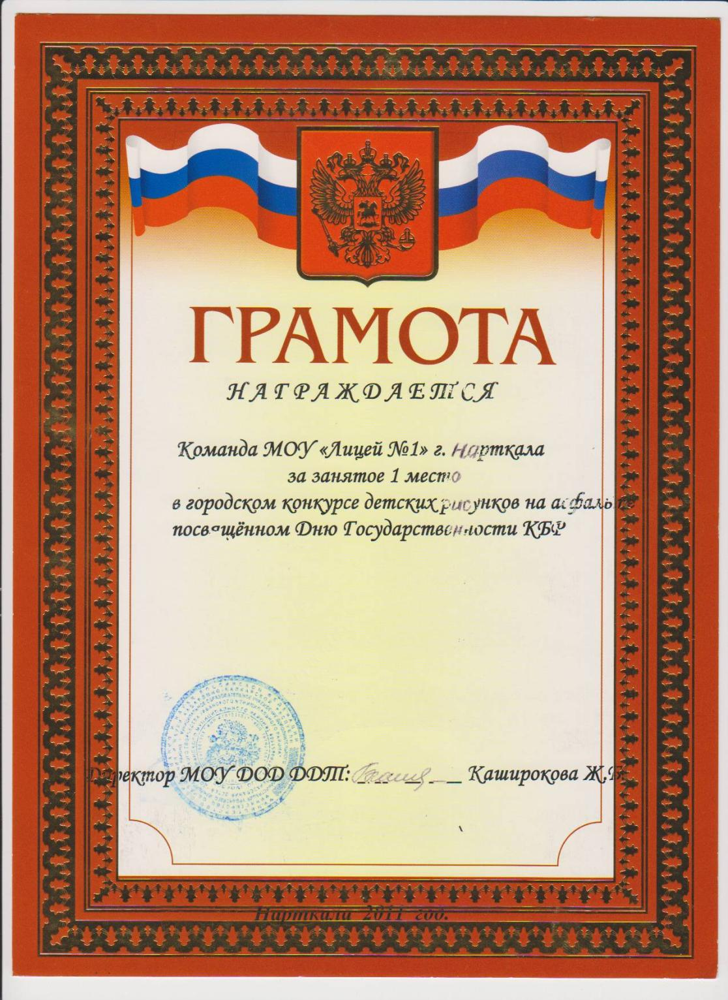 ГРАМОТА
НАГРАЖДАЕТСЯ
Команда МОУ «Лицей №1» г. Нарткала
за занятое 1 место
в городском конкурсе детских рисунков на асфальте
посвящённом Дню Государственности КБР
Директор МОУ ДОД ДДТ: Каширокова Ж.
Нарткала 2011 год.